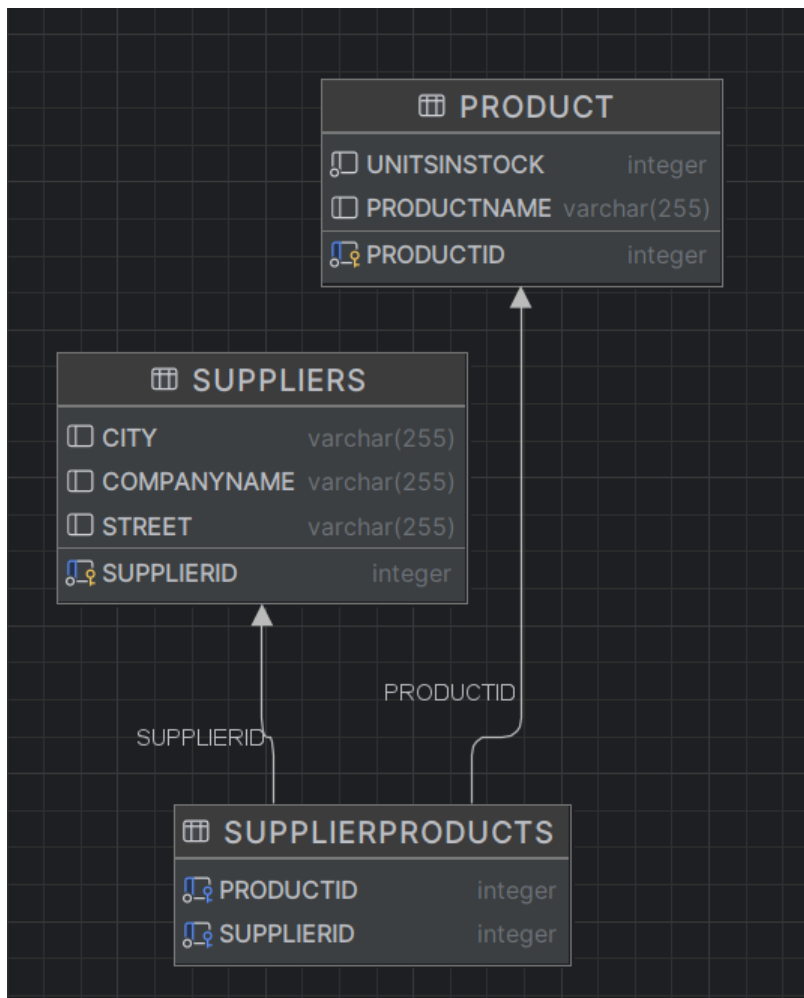 PRODUCT
UNITSINSTOCK integer
PRODUCTNAME varchar(255)
PRODUCTID integer
SUPPLIERS
CITY varchar(255)
COMPANYNAME varchar(255)
STREET varchar(255)
SUPPLIERID integer
PRODUCTID
SUPPLIERID
SUPPLIERPRODUCTS
PRODUCTID integer
SUPPLIERID integer